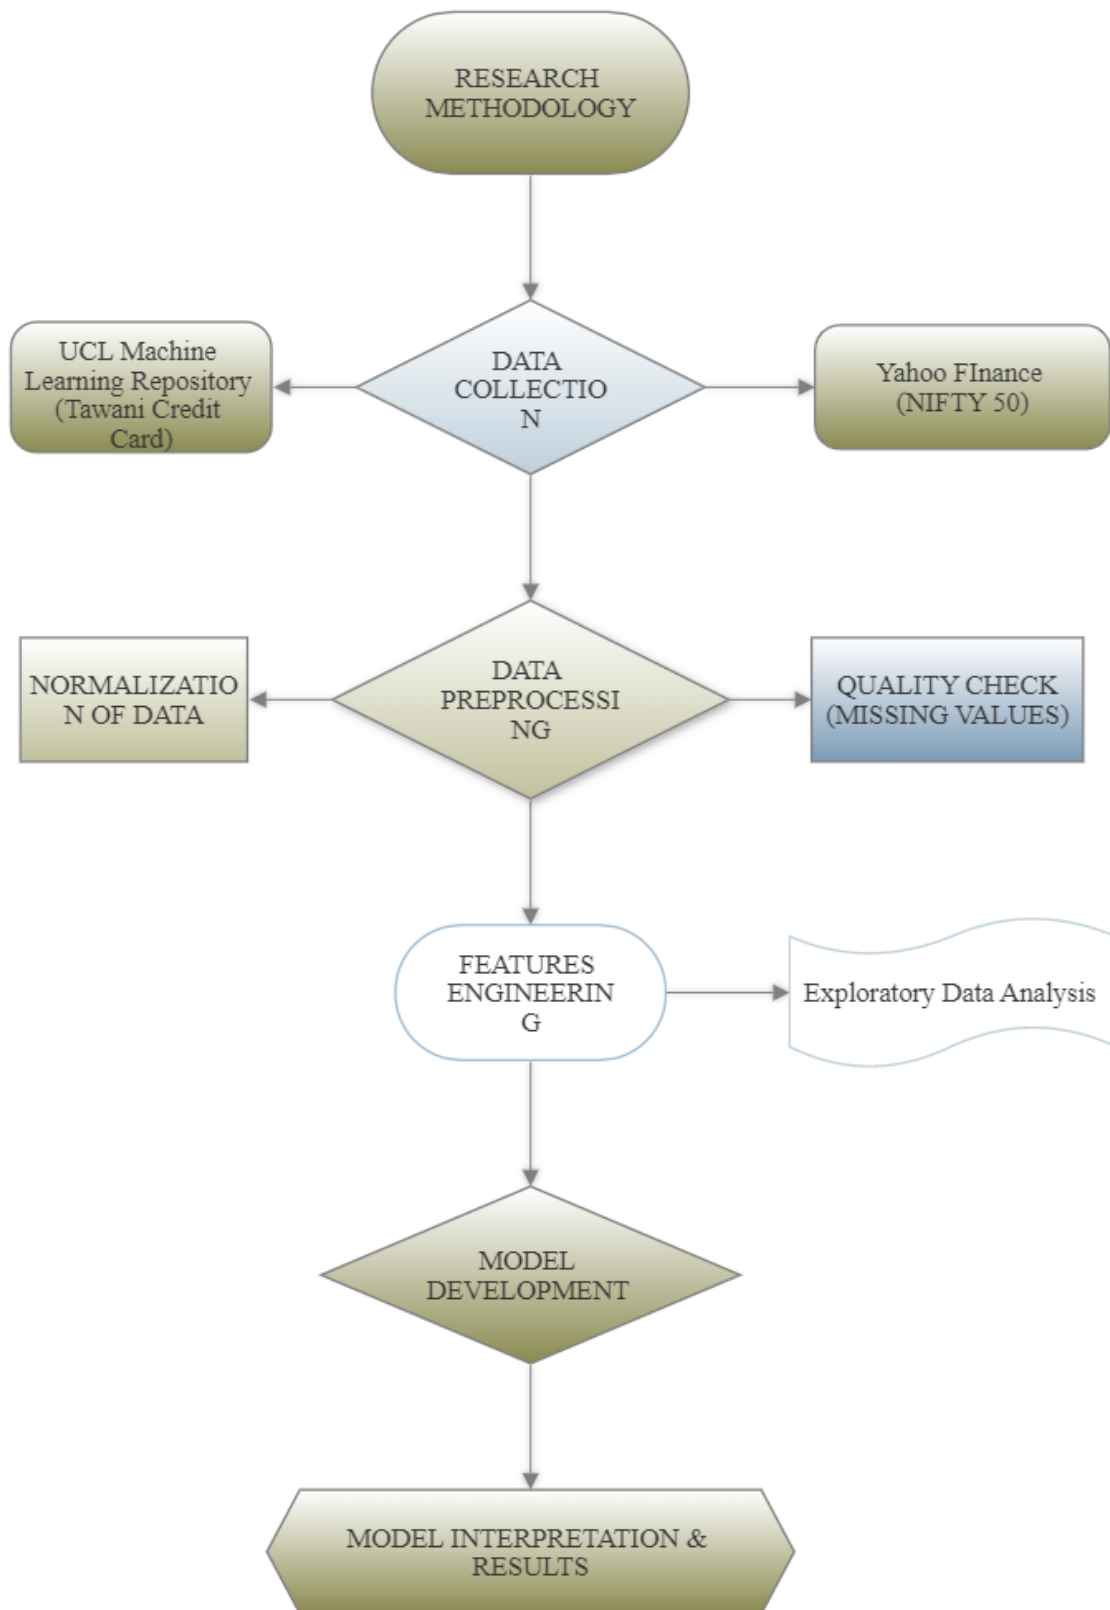 RESEARCH
METHODOLOGY
UCL Machine
Learning Repository
(Tawani Credit
Card)
DATA
COLLECTIO
N
Yahoo FInance
(NIFTY 50)
NORMALIZATIO
N OF DATA
DATA
PREPROCESSI
NG
QUALITY CHECK
(MISSING VALUES)
FEATURES
ENGINEERIN
G
Exploratory Data Analysis
MODEL
DEVELOPMENT
MODEL INTERPRETATION &
RESULTS